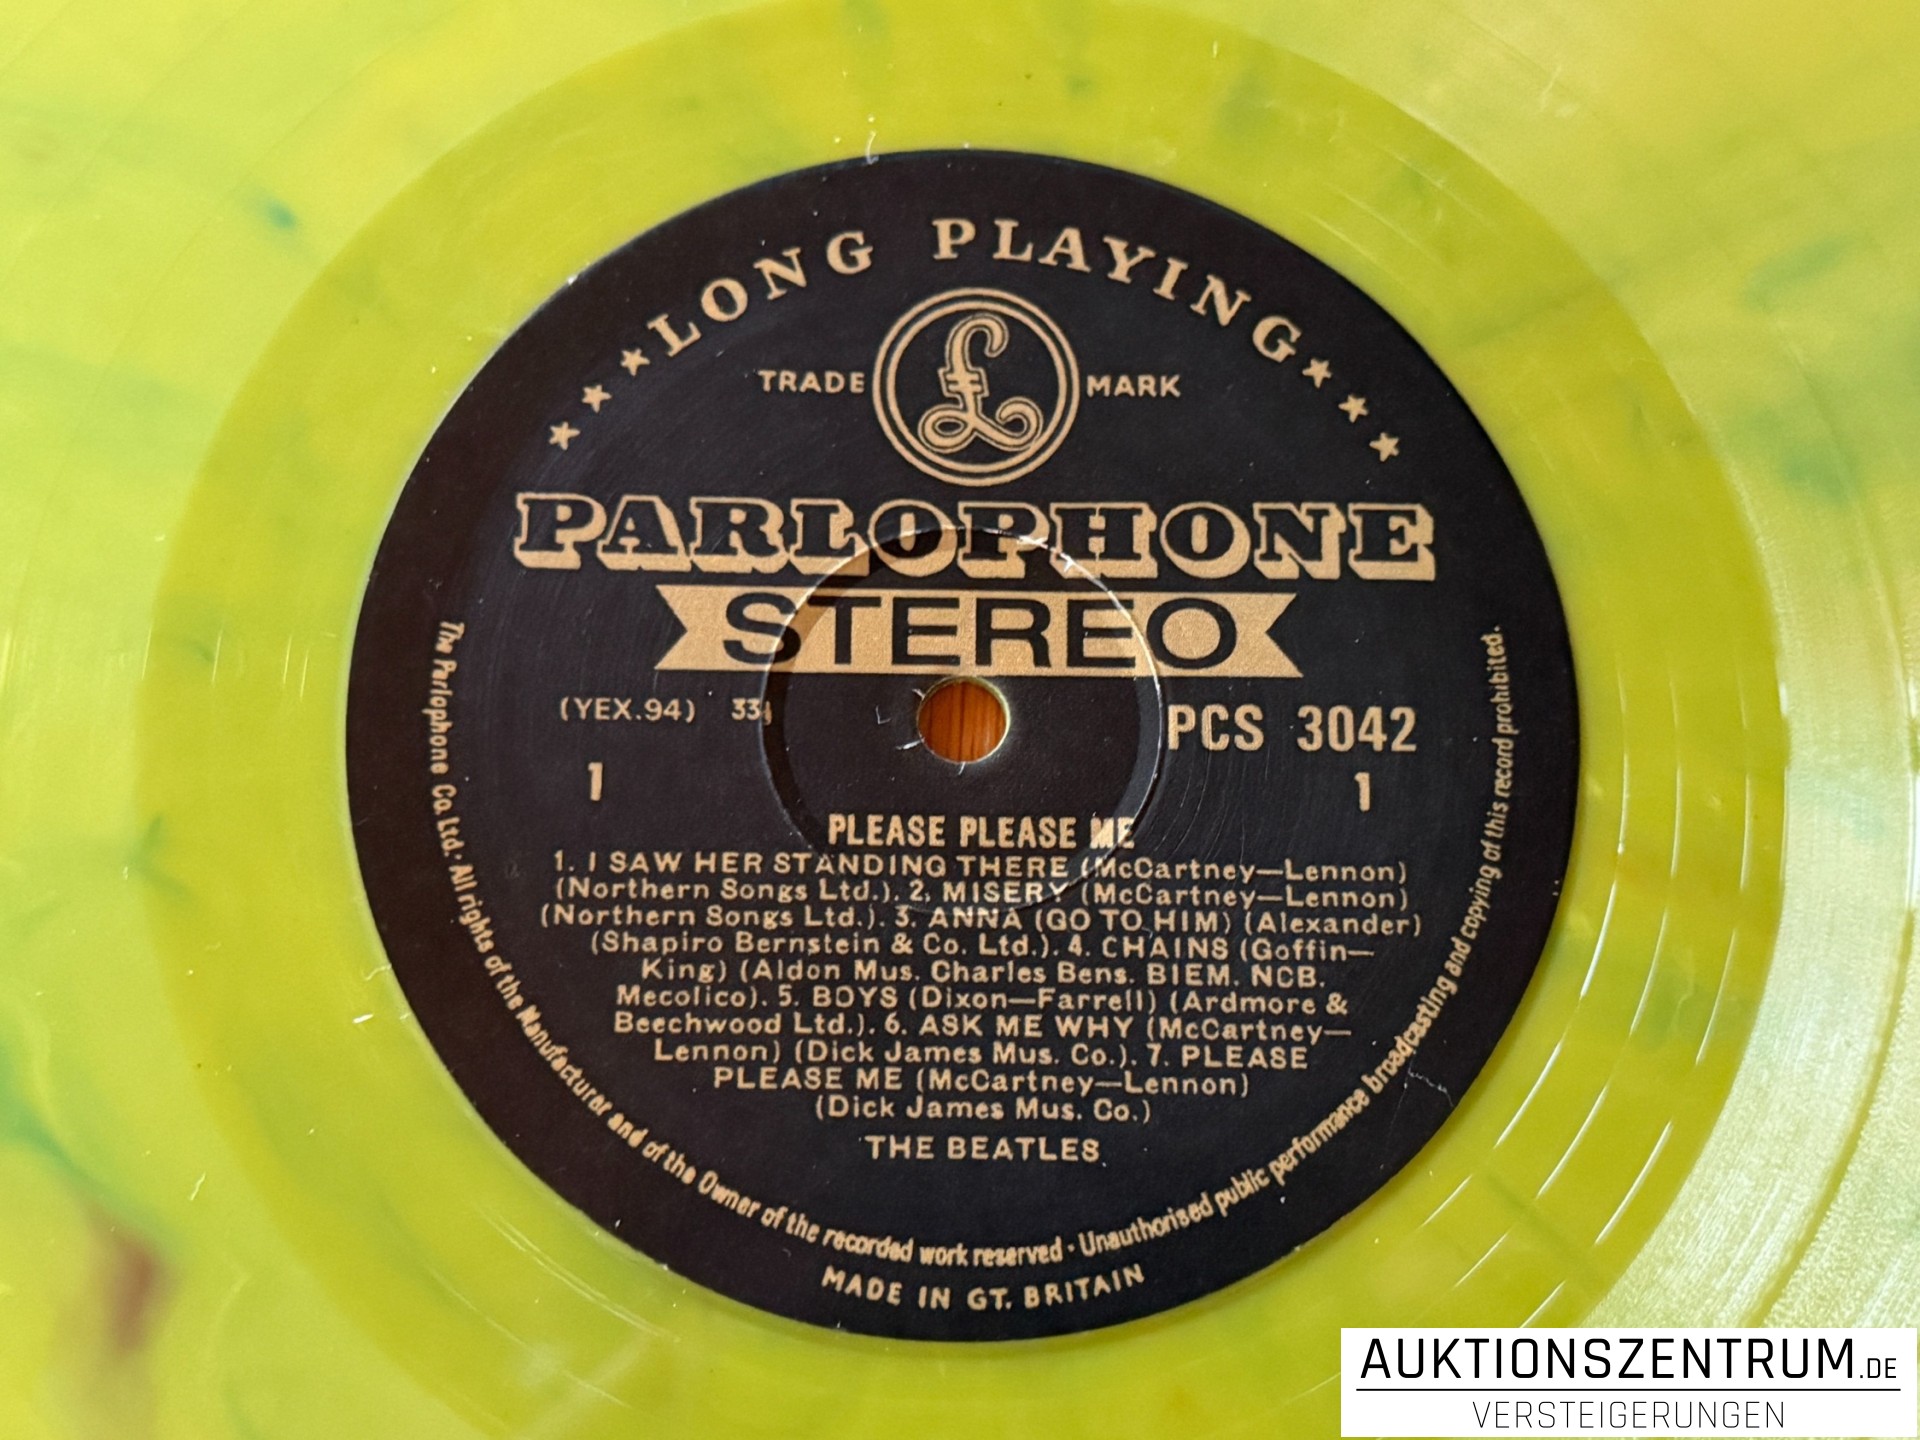 ★★★LONG PLAYING★★★
TRADE £ MARK
PARLOPHONE
STEREO
(YEX.94) 33⅓
PCS 3042
1 1
PLEASE PLEASE ME
1. I SAW HER STANDING THERE (McCartney—Lennon)
(Northern Songs Ltd.). 2. MISERY (McCartney—Lennon)
(Northern Songs Ltd.). 3. ANNA (GO TO HIM) (Alexander)
(Shapiro Bernstein & Co. Ltd.). 4. CHAINS (Goffin—
King) (Aldon Mus. Charles Bens. BIEM. NCB.
Mecolico). 5. BOYS (Dixon—Farrell) (Ardmore &
Beechwood Ltd.). 6. ASK ME WHY (McCartney—
Lennon) (Dick James Mus. Co.). 7. PLEASE
PLEASE ME (McCartney—Lennon)
(Dick James Mus. Co.)
THE BEATLES
The Parlophone Co. Ltd. · All rights of the Manufacturer and of the Owner of the recorded work reserved · Unauthorised public performance broadcasting and copying of this record prohibited.
MADE IN GT. BRITAIN
AUKTIONSZENTRUM.DE
VERSTEIGERUNGEN